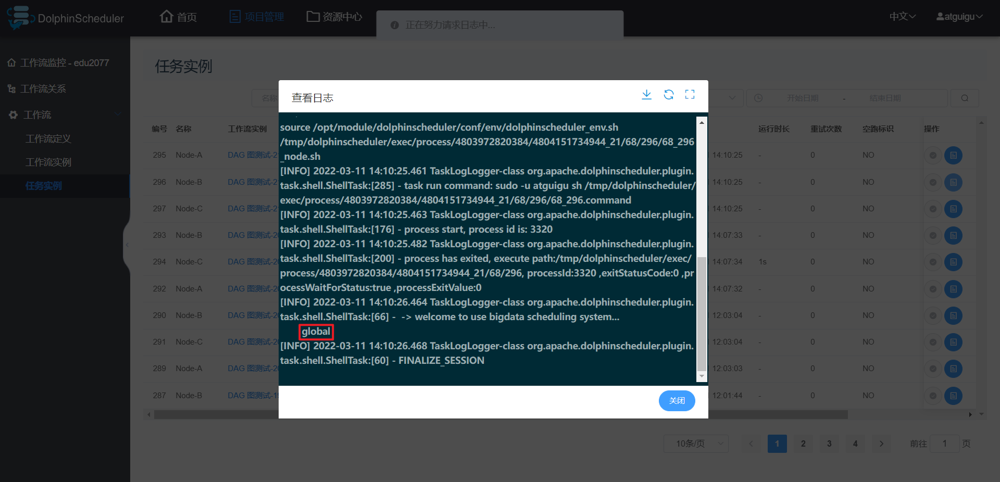 DolphinScheduler
首页
项目管理
资源中心
正在努力请求日志中...
中文
atguigu
工作流监控 - edu2077
工作流关系
工作流
工作流定义
工作流实例
任务实例
任务实例
名称
开始日期 - 结束日期
编号 名称 工作流实例 运行时长 重试次数 空跑标识 操作
295 Node-A DAG 图测试-2 14:10:25 - 0 NO
296 Node-B DAG 图测试-2 14:10:25 - 0 NO
297 Node-C DAG 图测试-2 14:10:25 - 0 NO
293 Node-B DAG 图测试-2 14:07:33 - 0 NO
294 Node-C DAG 图测试-2 14:07:34 1s 0 NO
292 Node-A DAG 图测试-2 14:07:32 - 0 NO
290 Node-B DAG 图测试-2 12:03:04 - 0 NO
291 Node-C DAG 图测试-2 12:03:04 - 0 NO
289 Node-A DAG 图测试-2 12:03:03 - 0 NO
287 Node-B DAG 图测试-1 12:01:44 - 0 NO
查看日志
source /opt/module/dolphinscheduler/conf/env/dolphinscheduler_env.sh
/tmp/dolphinscheduler/exec/process/4803972820384/4804151734944_21/68/296/68_296
_node.sh
[INFO] 2022-03-11 14:10:25.461 TaskLogLogger-class org.apache.dolphinscheduler.plugin.
task.shell.ShellTask:[285] - task run command: sudo -u atguigu sh /tmp/dolphinscheduler/
exec/process/4803972820384/4804151734944_21/68/296/68_296.command
[INFO] 2022-03-11 14:10:25.463 TaskLogLogger-class org.apache.dolphinscheduler.plugin.
task.shell.ShellTask:[176] - process start, process id is: 3320
[INFO] 2022-03-11 14:10:25.482 TaskLogLogger-class org.apache.dolphinscheduler.plugin.
task.shell.ShellTask:[200] - process has exited, execute path:/tmp/dolphinscheduler/exec/
process/4803972820384/4804151734944_21/68/296, processId:3320 ,exitStatusCode:0 ,pr
ocessWaitForStatus:true ,processExitValue:0
[INFO] 2022-03-11 14:10:26.464 TaskLogLogger-class org.apache.dolphinscheduler.plugin.
task.shell.ShellTask:[66] -  -> welcome to use bigdata scheduling system...
global
[INFO] 2022-03-11 14:10:26.468 TaskLogLogger-class org.apache.dolphinscheduler.plugin.
task.shell.ShellTask:[60] - FINALIZE_SESSION
关闭
10条/页 1 2 3 4 前往 1 页